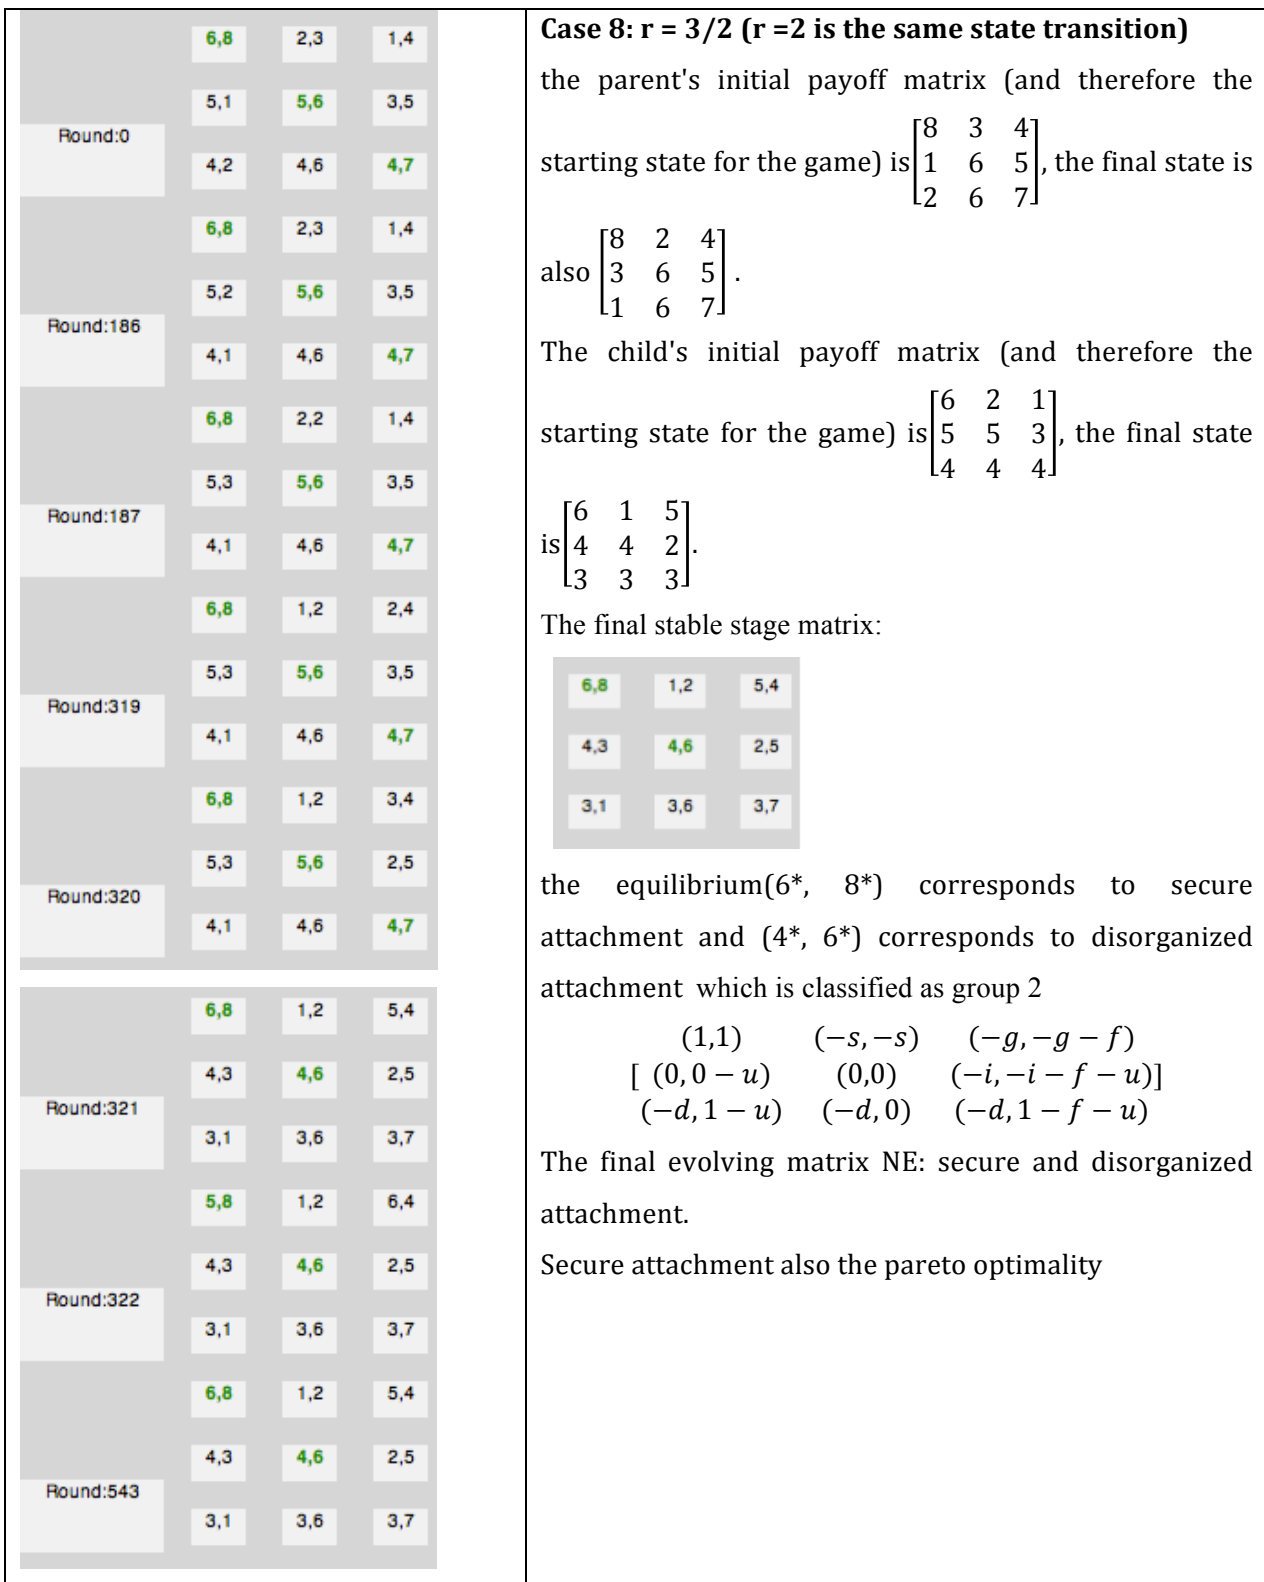 6,8 2,3 1,4
5,1 5,6 3,5
Round:0
4,2 4,6 4,7
6,8 2,3 1,4
5,2 5,6 3,5
Round:186
4,1 4,6 4,7
6,8 2,2 1,4
5,3 5,6 3,5
Round:187
4,1 4,6 4,7
6,8 1,2 2,4
5,3 5,6 3,5
Round:319
4,1 4,6 4,7
6,8 1,2 3,4
5,3 5,6 2,5
Round:320
4,1 4,6 4,7
6,8 1,2 5,4
4,3 4,6 2,5
Round:321
3,1 3,6 3,7
5,8 1,2 6,4
4,3 4,6 2,5
Round:322
3,1 3,6 3,7
6,8 1,2 5,4
4,3 4,6 2,5
Round:543
3,1 3,6 3,7
Case 8: r = 3/2 (r =2 is the same state transition)
the parent's initial payoff matrix (and therefore the
8 3 4
starting state for the game) is [1 6 5], the final state is
2 6 7
8 2 4
also [3 6 5] .
1 6 7
The child's initial payoff matrix (and therefore the
6 2 1
starting state for the game) is [5 5 3], the final state
4 4 4
6 1 5
is [4 4 2].
3 3 3
The final stable stage matrix:
6,8 1,2 5,4
4,3 4,6 2,5
3,1 3,6 3,7
the equilibrium(6*, 8*) corresponds to secure
attachment and (4*, 6*) corresponds to disorganized
attachment which is classified as group 2
(1,1) (−s, −s) (−g, −g − f)
[ (0, 0 − u) (0,0) (−i, −i − f − u)]
(−d, 1 − u) (−d, 0) (−d, 1 − f − u)
The final evolving matrix NE: secure and disorganized
attachment.
Secure attachment also the pareto optimality